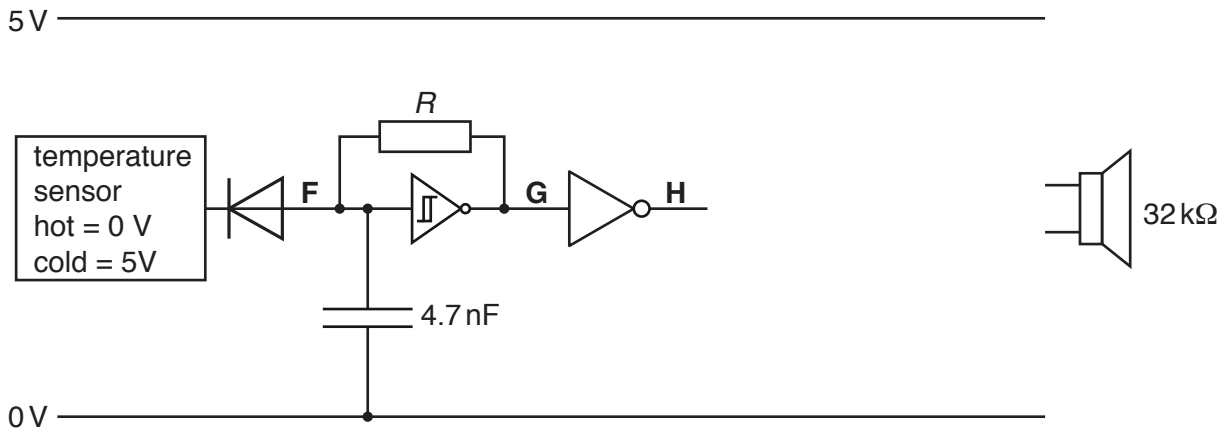 5 V
R
temperature
sensor
hot = 0 V
cold = 5V
F
G
H
32 kΩ
4.7 nF
0 V